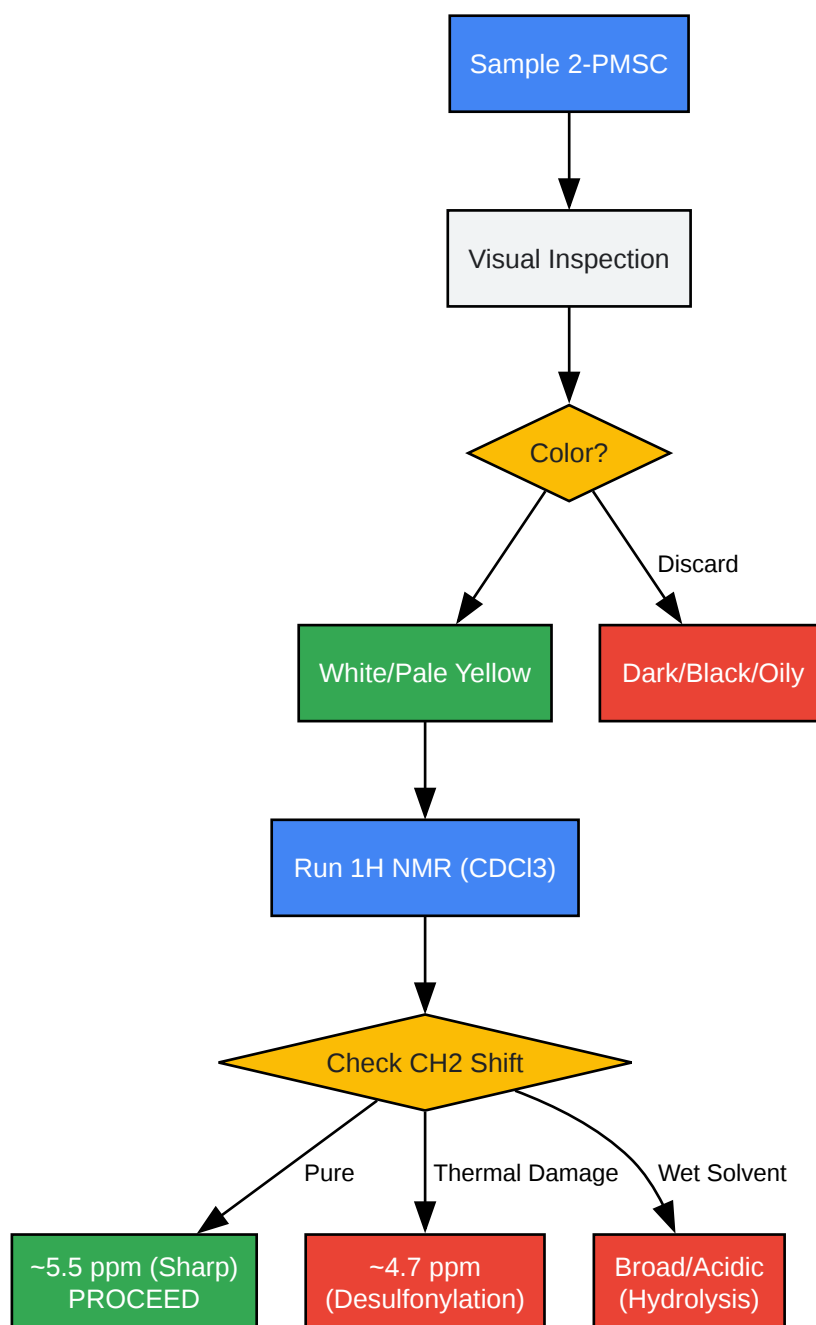 Sample 2-PMSC
Visual Inspection
Color?
Discard
White/Pale Yellow
Dark/Black/Oily
Run 1H NMR (CDCl3)
Check CH2 Shift
Pure
Thermal Damage
Wet Solvent
~5.5 ppm (Sharp)
PROCEED
~4.7 ppm
(Desulfonylation)
Broad/Acidic
(Hydrolysis)